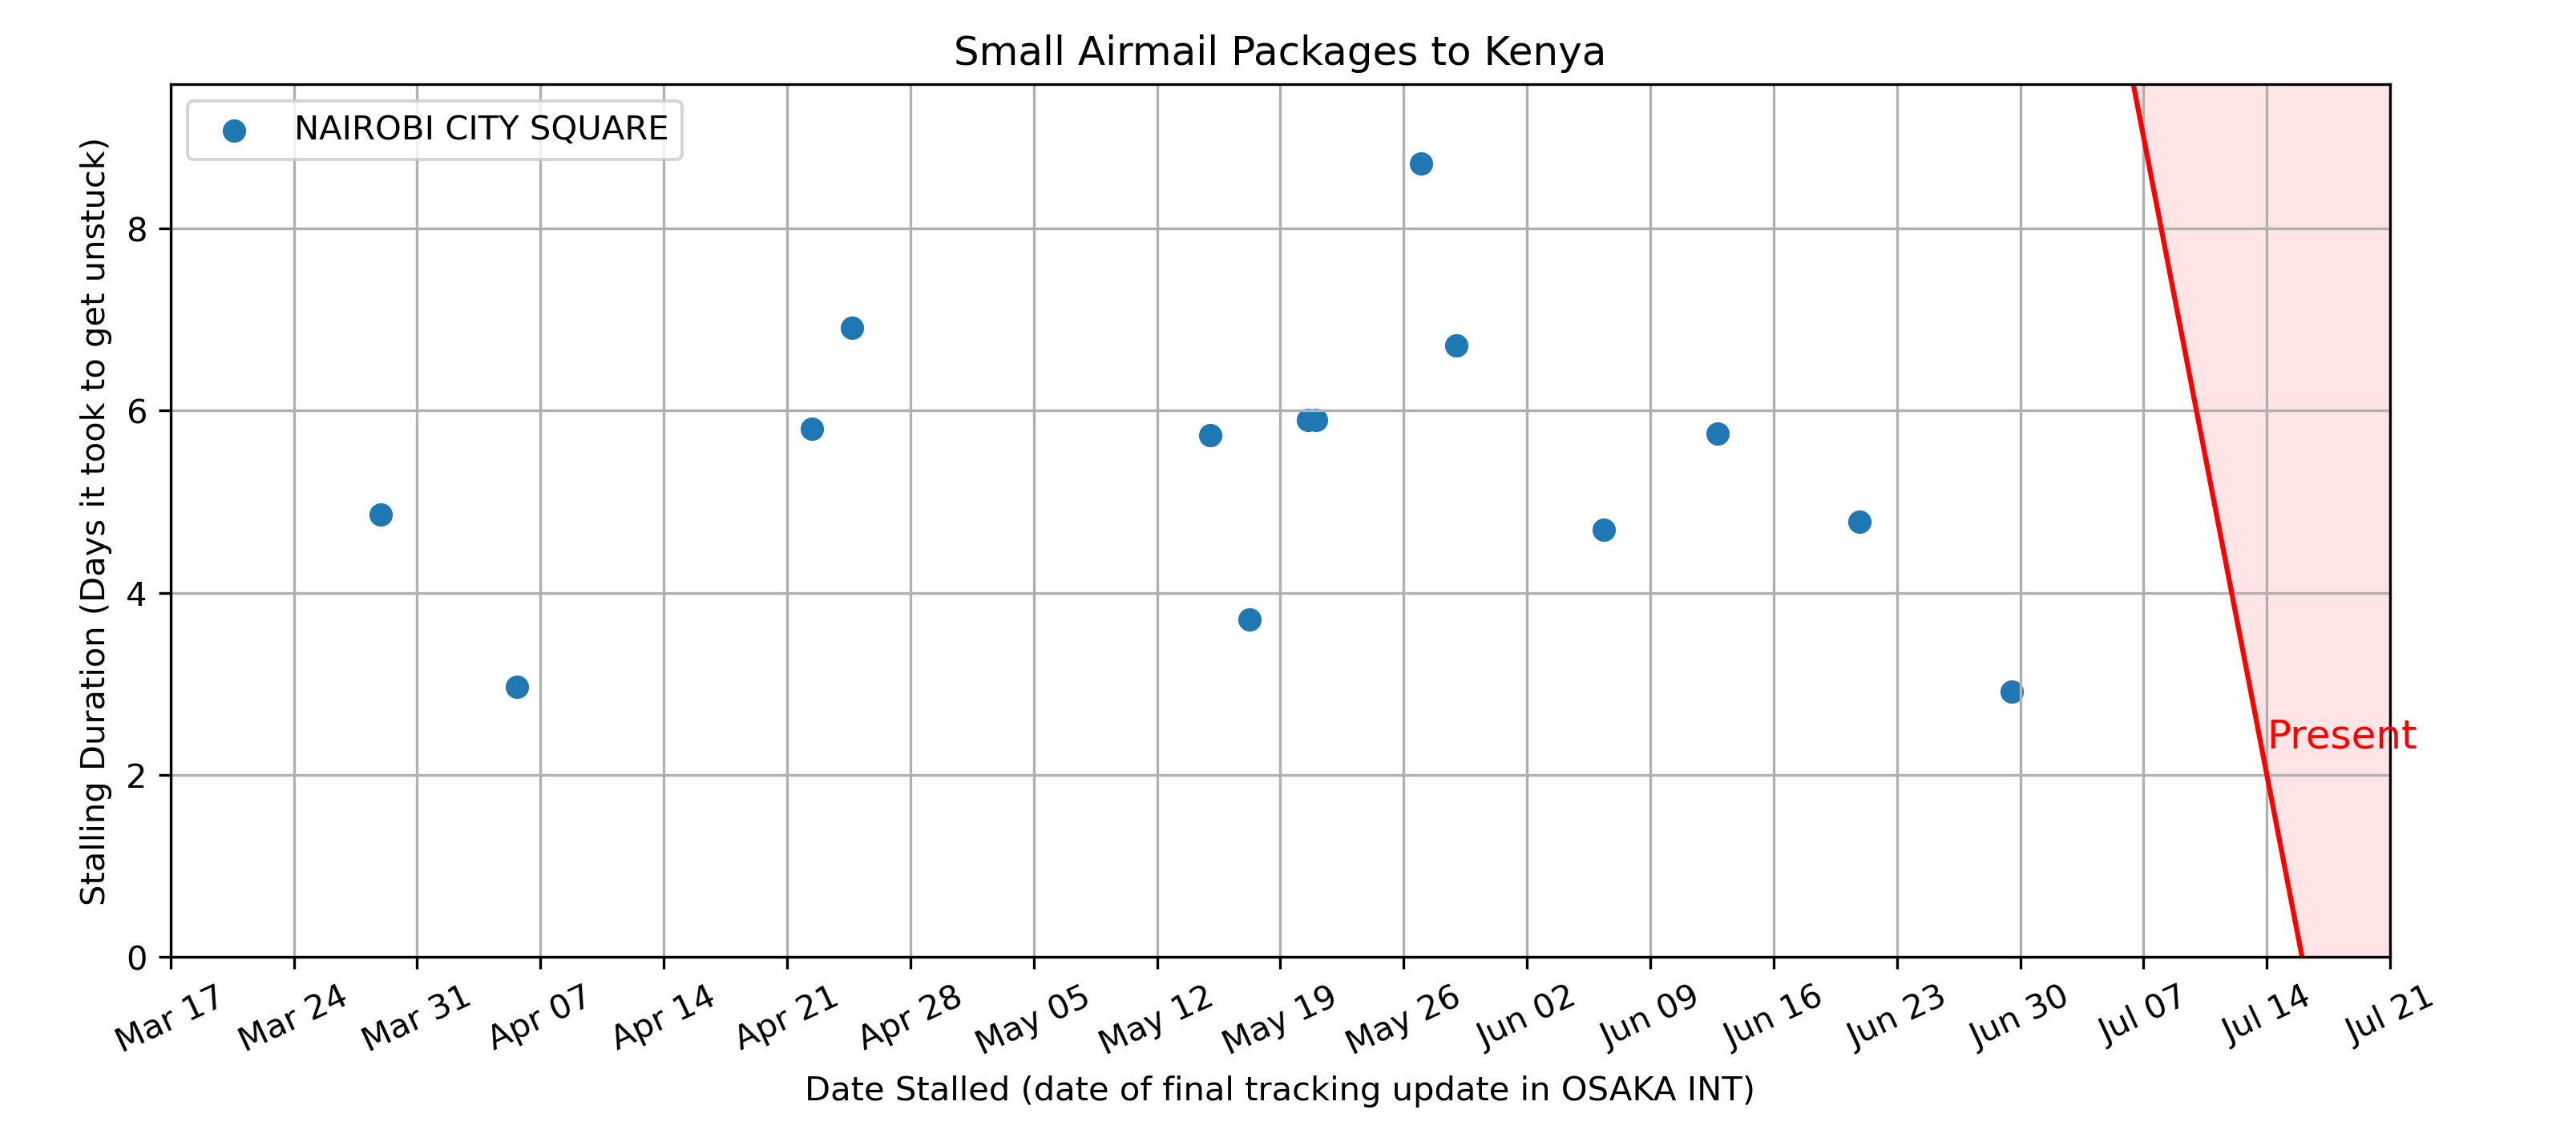 Small Airmail Packages to Kenya
NAIROBI CITY SQUARE
Stalling Duration (Days it took to get unstuck)
8
6
4
2
0
Present
Mar 17
Mar 24
Mar 31
Apr 07
Apr 14
Apr 21
Apr 28
May 05
May 12
May 19
May 26
Jun 02
Jun 09
Jun 16
Jun 23
Jun 30
Jul 07
Jul 14
Jul 21
Date Stalled (date of final tracking update in OSAKA INT)